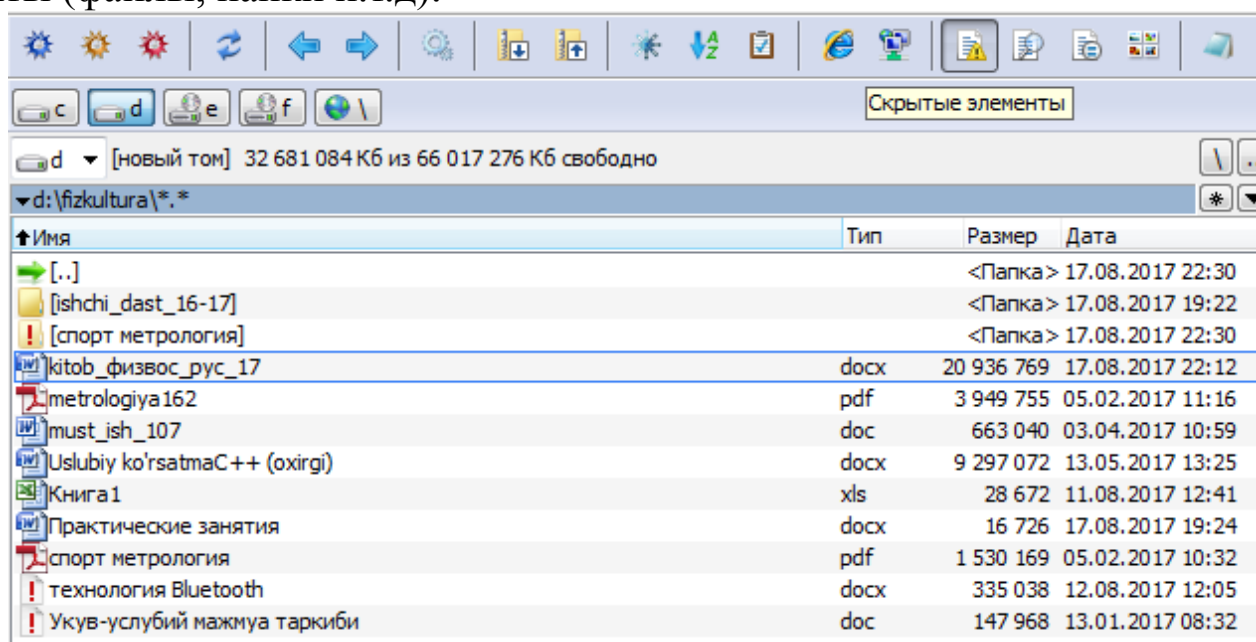 ты (файлы, папки и.т.д).
Скрытые элементы
c d e f \
d [новый том] 32 681 084 Кб из 66 017 276 Кб свободно \ .
d:\fizkultura\*.* *
Имя Тип Размер Дата
[..] <Папка> 17.08.2017 22:30
[ishchi_dast_16-17] <Папка> 17.08.2017 19:22
[спорт метрология] <Папка> 17.08.2017 22:30
kitob_физвос_рус_17 docx 20 936 769 17.08.2017 22:12
metrologiya162 pdf 3 949 755 05.02.2017 11:16
must_ish_107 doc 663 040 03.04.2017 10:59
Uslubiy ko'rsatmaC++ (oxirgi) docx 9 297 072 13.05.2017 13:25
Книга1 xls 28 672 11.08.2017 12:41
Практические занятия docx 16 726 17.08.2017 19:24
спорт метрология pdf 1 530 169 05.02.2017 10:32
технология Bluetooth docx 335 038 12.08.2017 12:05
Укув-услубий мажмуа таркиби doc 147 968 13.01.2017 08:32